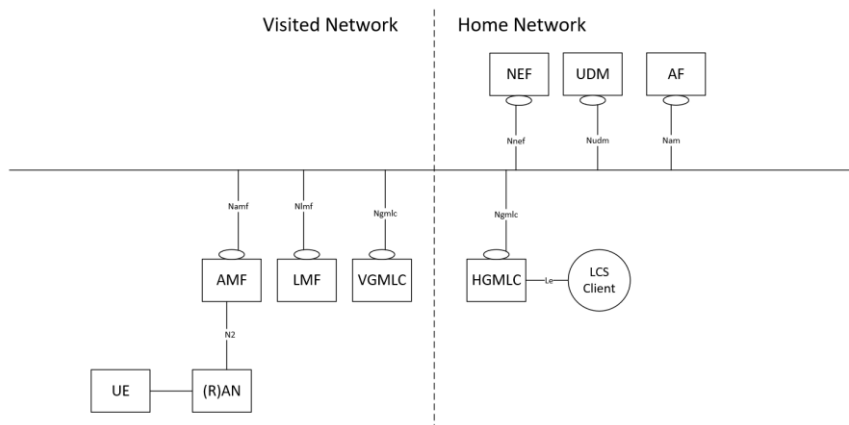 Visited Network
Home Network
NEF
UDM
AF
Nnef
Nudm
Nam
Namf
Nlmf
Ngmlc
Ngmlc
AMF
LMF
VGMLC
HGMLC
Le
LCS
Client
N2
UE
(R)AN